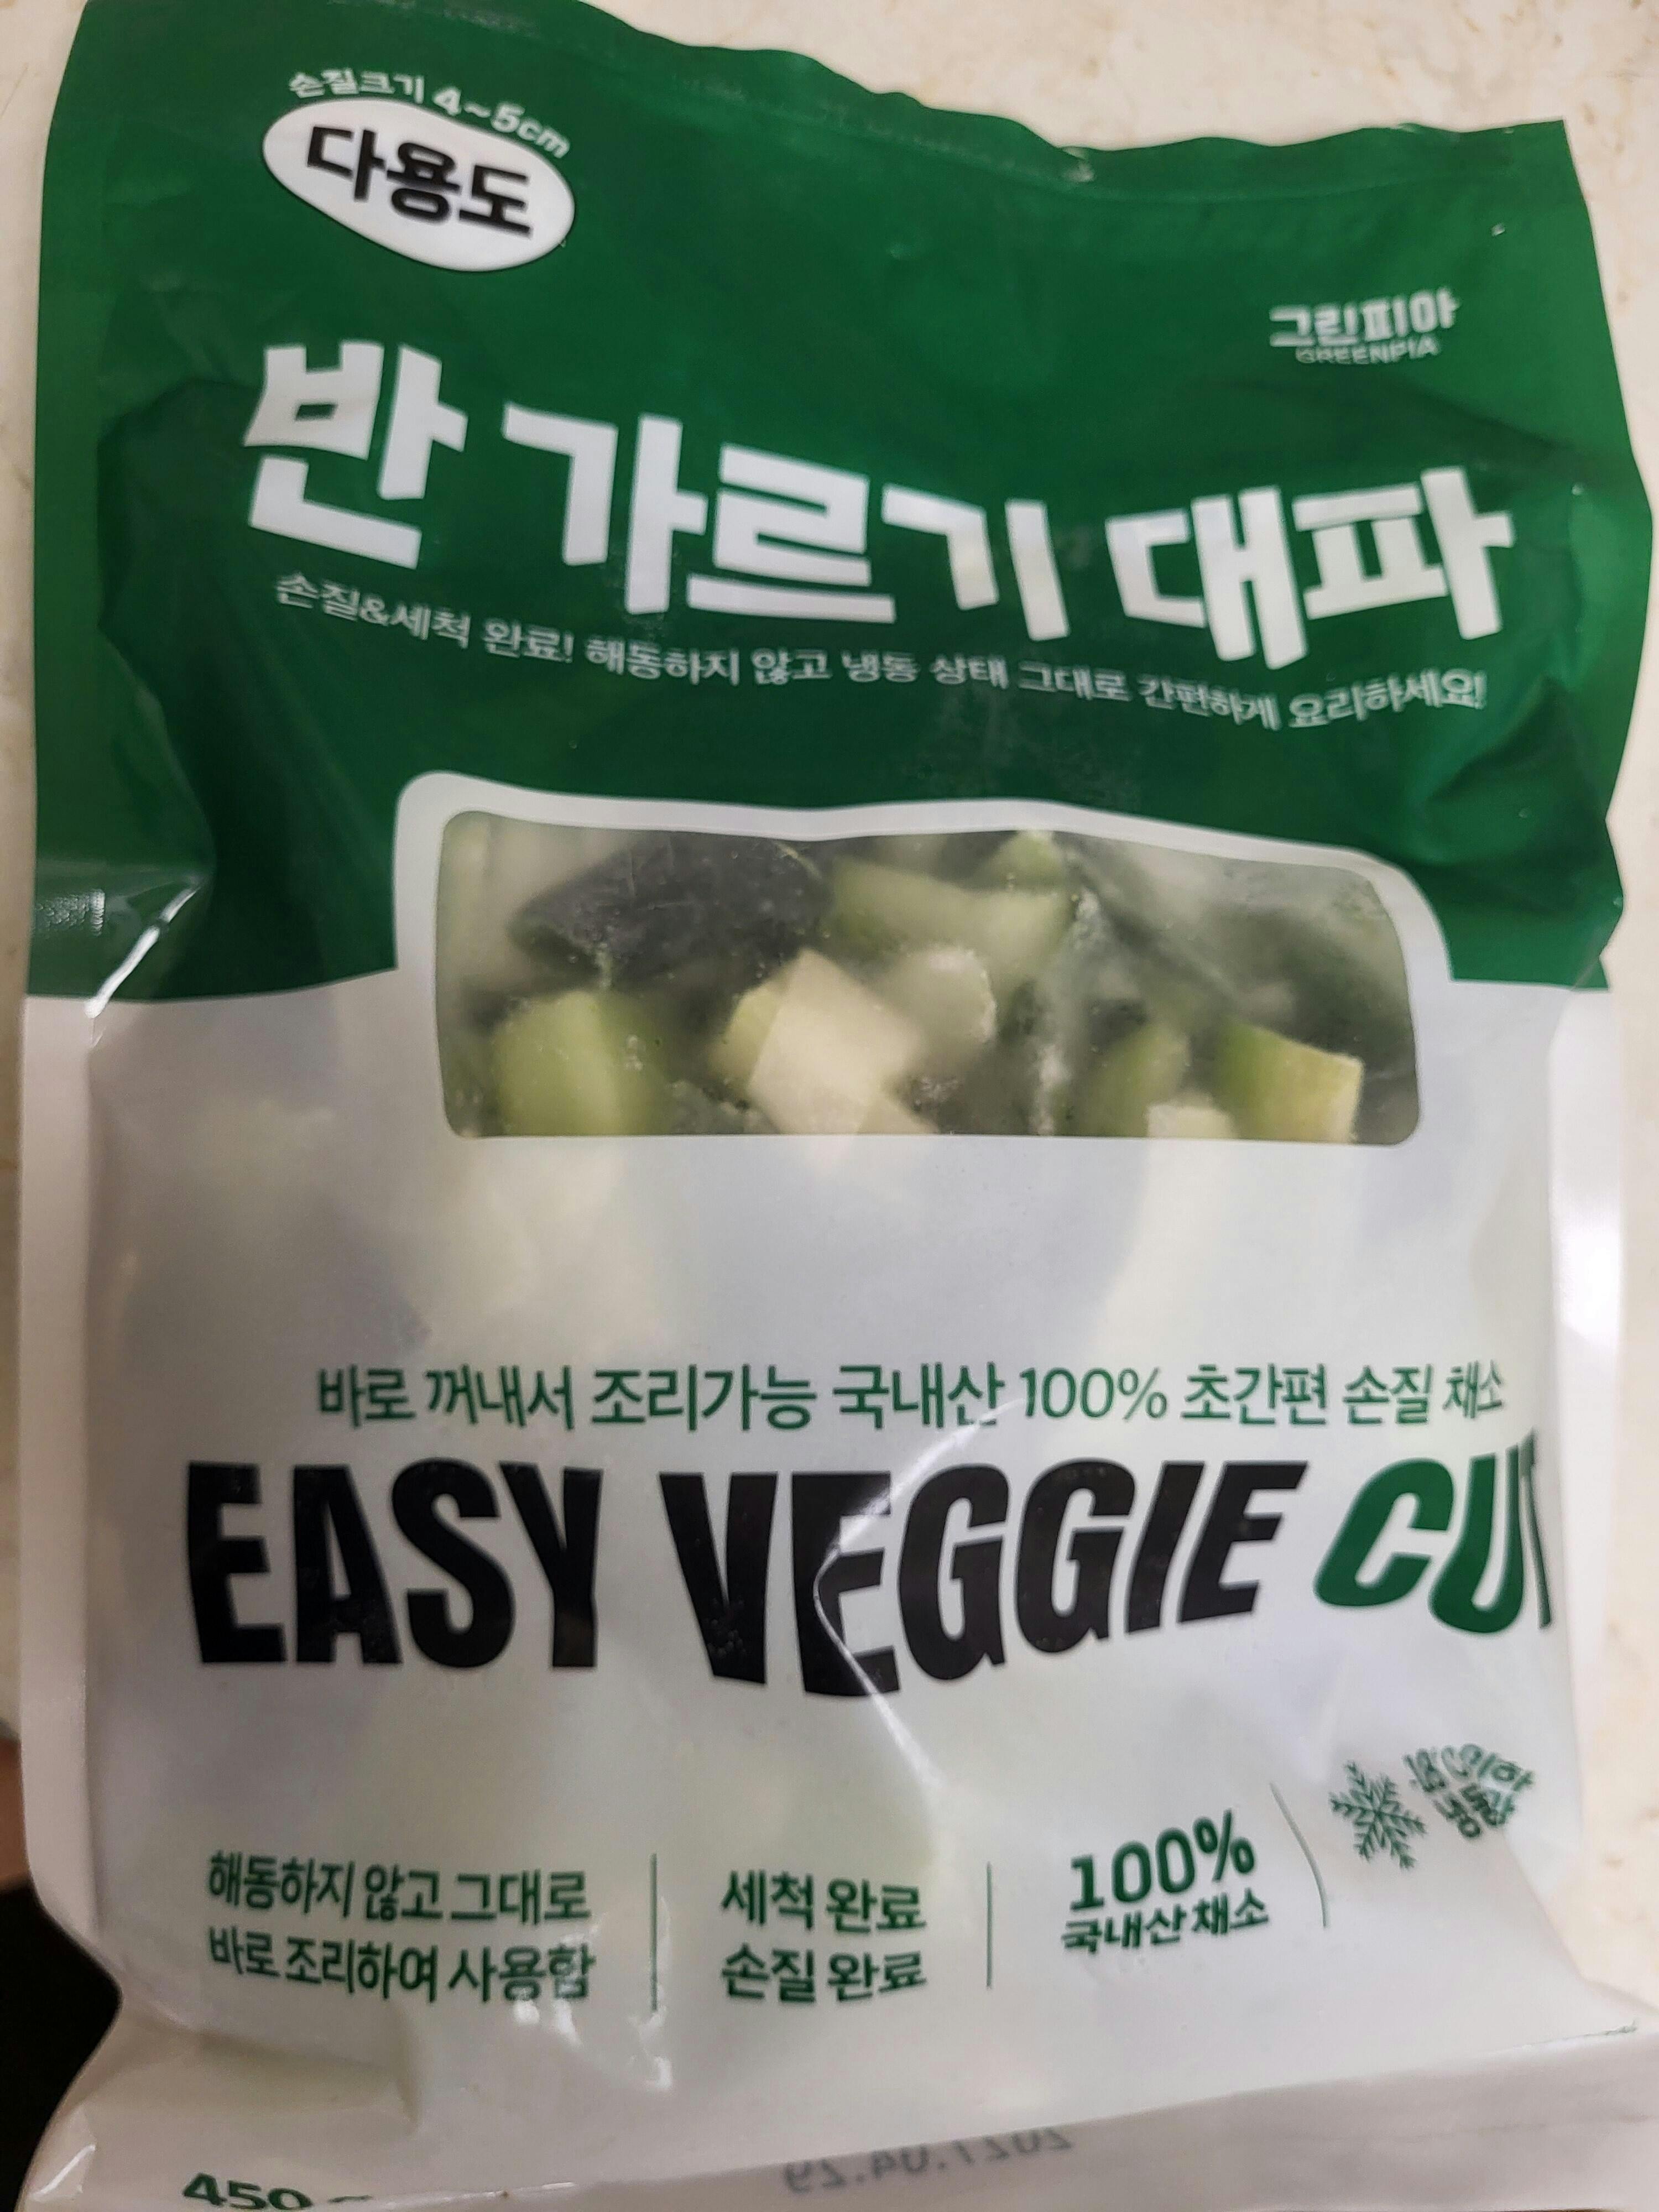 손질크기 4~5cm
다용도
그린피아
GREENPIA
반 가르기 대파
손질&세척 완료! 해동하지 않고 냉동 상태 그대로 간편하게 요리하세요!
바로 꺼내서 조리가능 국내산 100% 초간편 손질 채소
EASY VEGGIE CUT
해동하지 않고 그대로
바로 조리하여 사용함
세척 완료
손질 완료
100%
국내산 채소
450